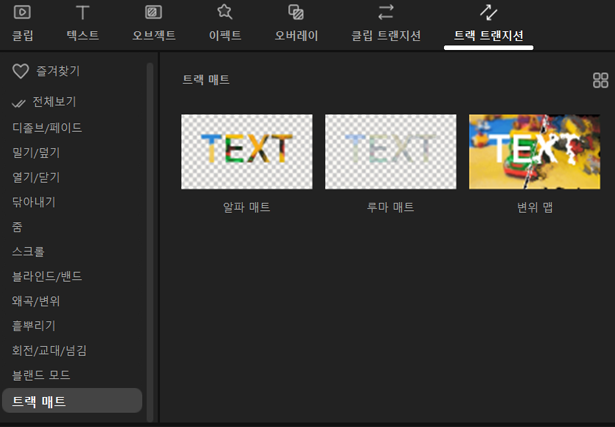 클립 텍스트 오브젝트 이펙트 오버레이 클립 트랜지션 트랙 트랜지션
즐겨찾기
전체보기
디졸브/페이드
밀기/덮기
열기/닫기
닦아내기
줌
스크롤
블라인드/밴드
왜곡/변위
흩뿌리기
회전/교대/넘김
블랜드 모드
트랙 매트
트랙 매트
TEXT TEXT TEXT
알파 매트 루마 매트 변위 맵